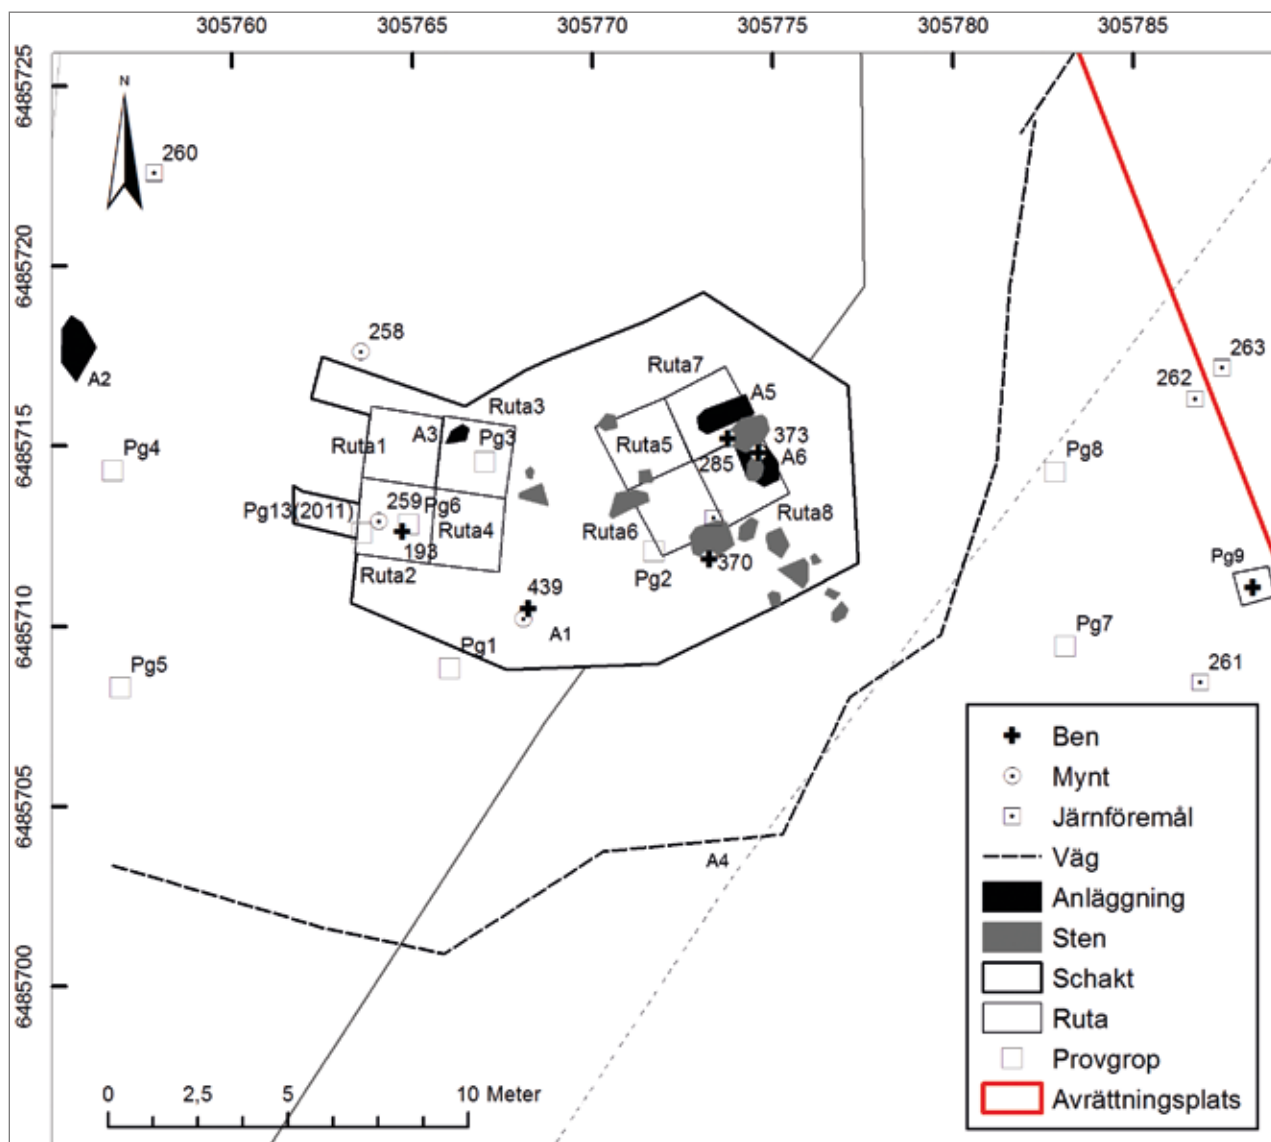 305760 305765 305770 305775 305780 305785
6485725
6485720
6485715
6485710
6485705
6485700
N
260
258
A2
Pg4
Pg5
Ruta7
A5
Ruta3
A3
Pg3
Ruta1
Ruta5
373
285
A6
263
262
Pg8
Pg13(2011)
259
Pg6
Ruta4
Ruta6
Ruta8
193
Ruta2
Pg2
370
Pg9
439
A1
Pg1
Pg7
261
A4
Ben
Mynt
Järnföremål
Väg
Anläggning
Sten
Schakt
Ruta
Provgrop
Avrättningsplats
0 2,5 5 10 Meter